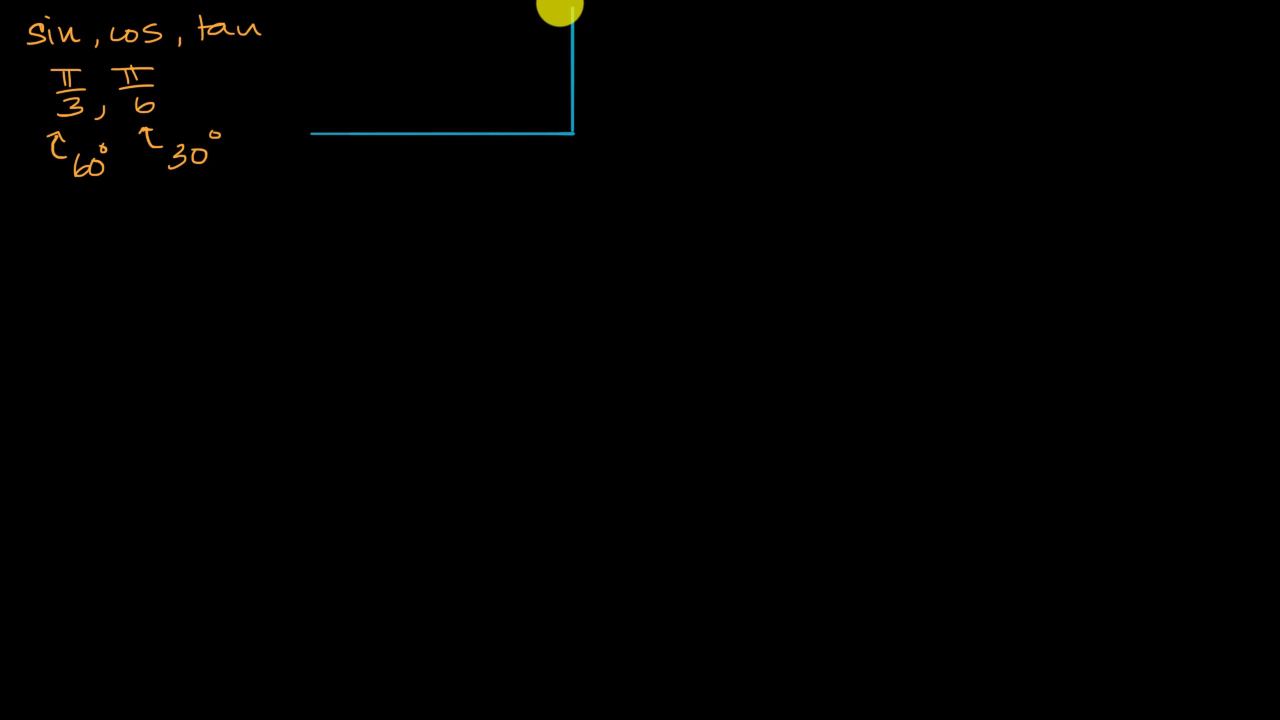 sin, cos, tan
π/3, π/6
60° 30°